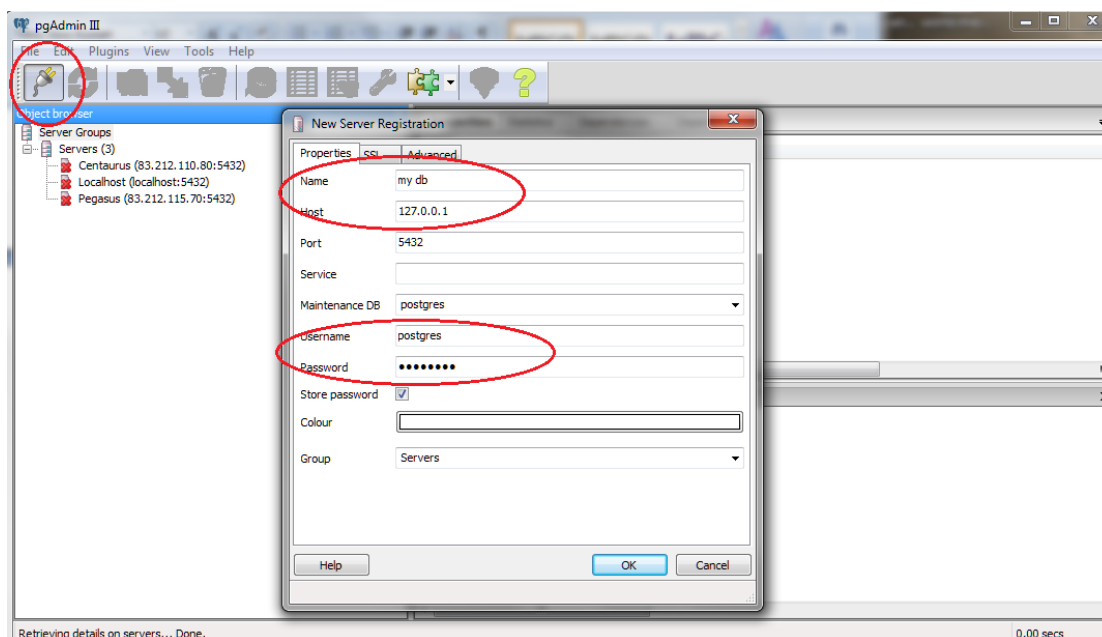 pgAdmin III
File Edit Plugins View Tools Help
Object browser
Server Groups
Servers (3)
Centaurus (83.212.110.80:5432)
Localhost (localhost:5432)
Pegasus (83.212.115.70:5432)
New Server Registration
Properties SSL Advanced
Name my db
Host 127.0.0.1
Port 5432
Service
Maintenance DB postgres
Username postgres
Password ••••••••
Store password
Colour
Group Servers
Help OK Cancel
Retrieving details on servers... Done. 0.00 secs